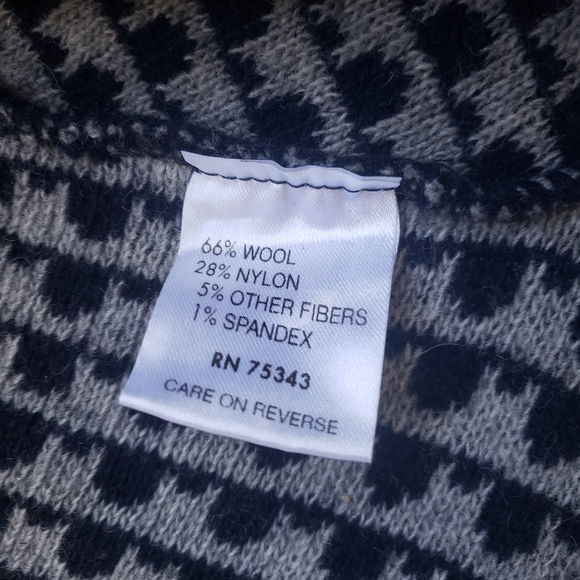 66% WOOL
28% NYLON
5% OTHER FIBERS
1% SPANDEX
RN 75343
CARE ON REVERSE